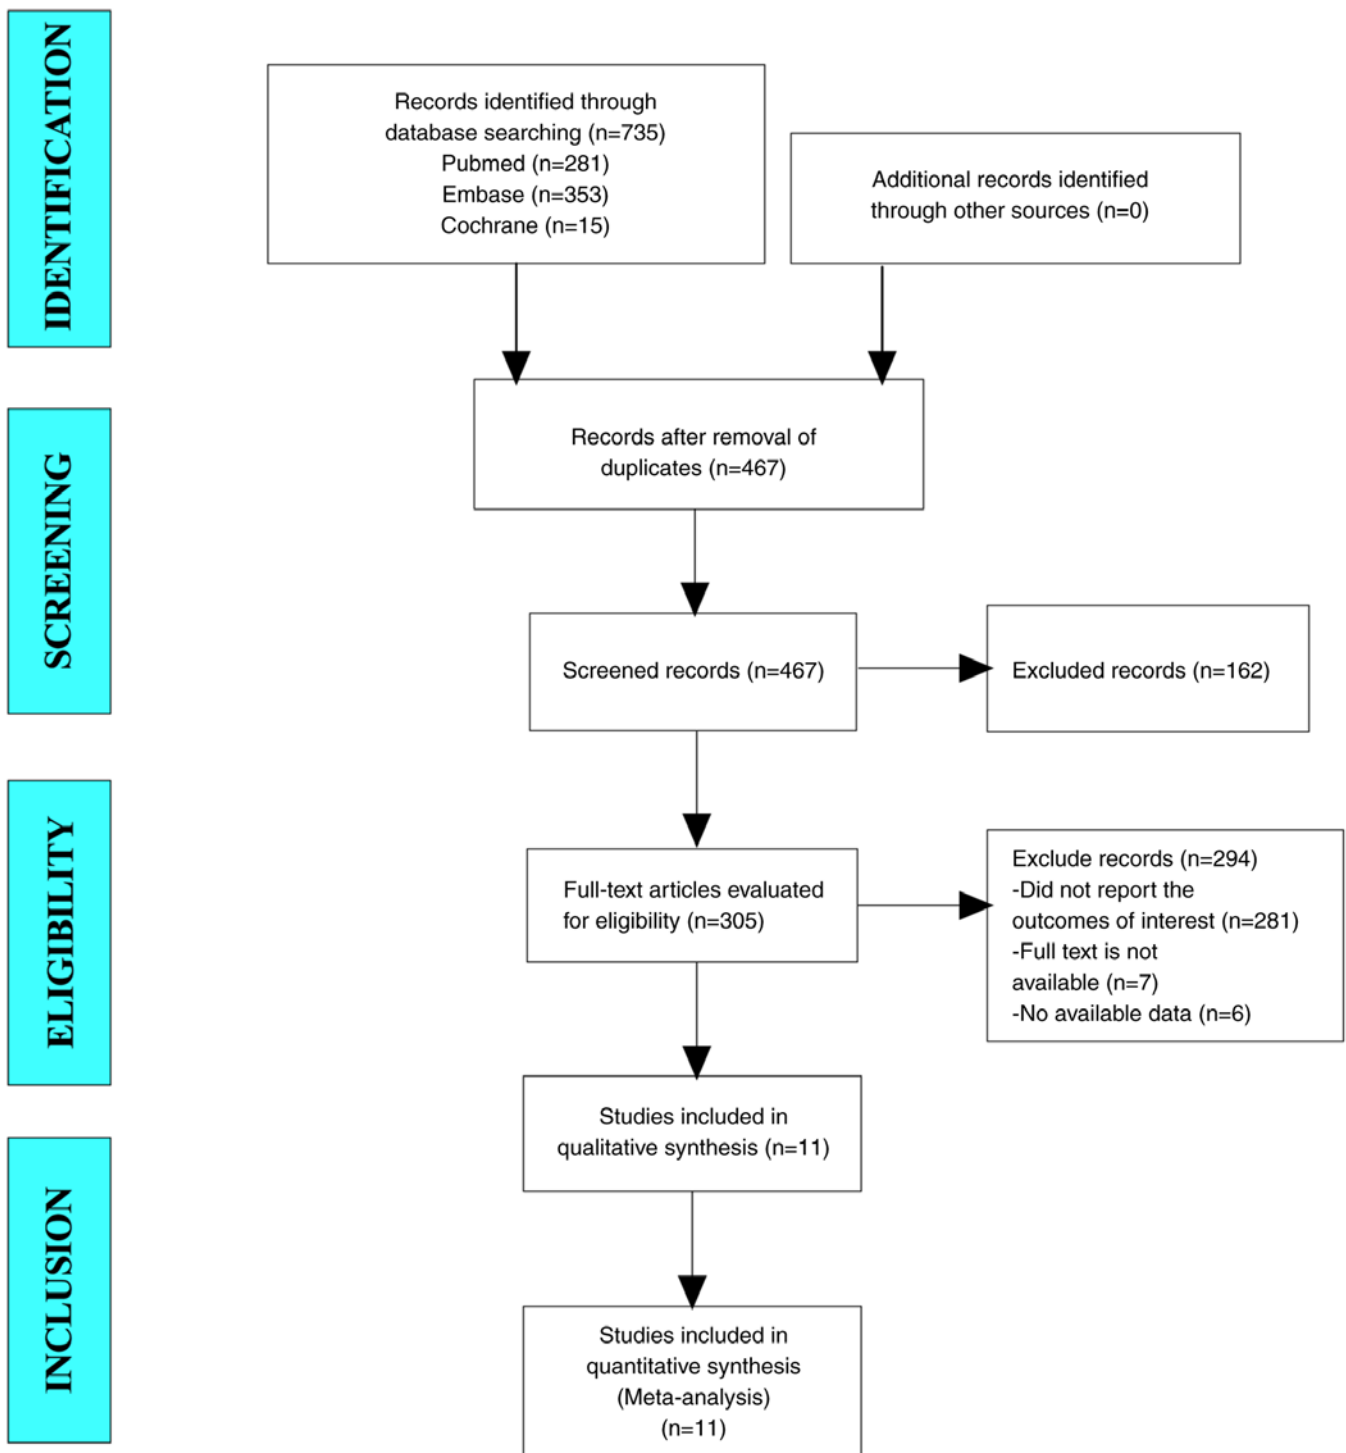 IDENTIFICATION
Records identified through
database searching (n=735)
Pubmed (n=281)
Embase (n=353)
Cochrane (n=15)
Additional records identified
through other sources (n=0)
SCREENING
Records after removal of
duplicates (n=467)
Screened records (n=467)
Excluded records (n=162)
ELIGIBILITY
Full-text articles evaluated
for eligibility (n=305)
Exclude records (n=294)
-Did not report the
outcomes of interest (n=281)
-Full text is not
available (n=7)
-No available data (n=6)
Studies included in
qualitative synthesis (n=11)
INCLUSION
Studies included in
quantitative synthesis
(Meta-analysis)
(n=11)